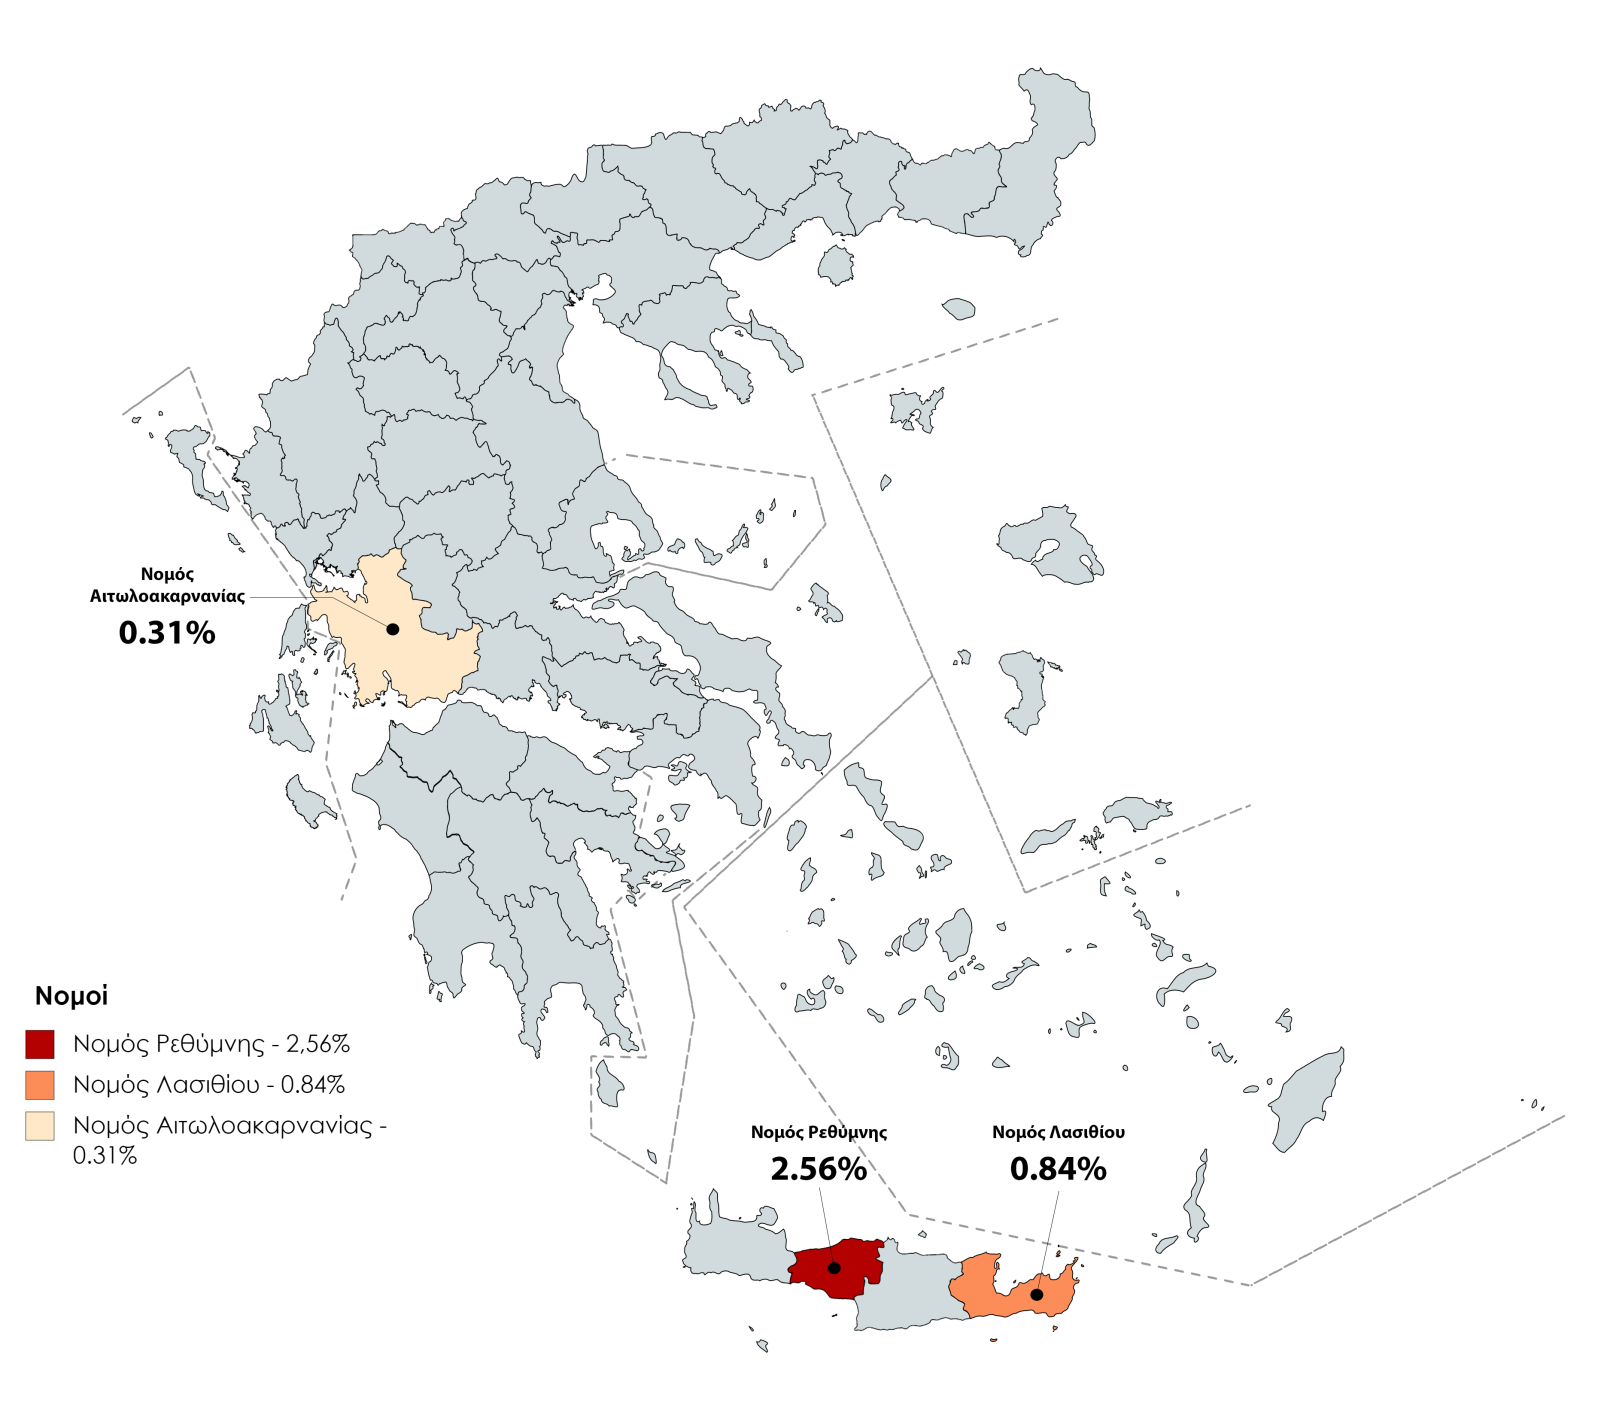 Νομός
Αιτωλοακαρνανίας
0.31%
Νομοί
Νομός Ρεθύμνης - 2,56%
Νομός Λασιθίου - 0.84%
Νομός Αιτωλοακαρνανίας -
0.31%
Νομός Ρεθύμνης
2.56%
Νομός Λασιθίου
0.84%